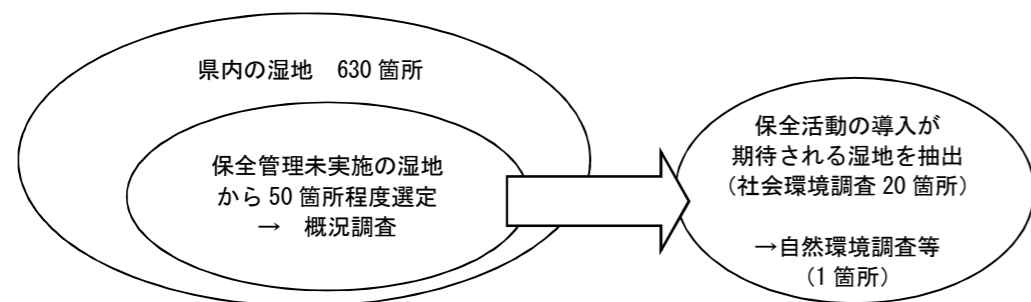 県内の湿地　630 箇所
保全管理未実施の湿地
から 50 箇所程度選定
→　概況調査
保全活動の導入が
期待される湿地を抽出
（社会環境調査 20 箇所）
→自然環境調査等
（1 箇所）